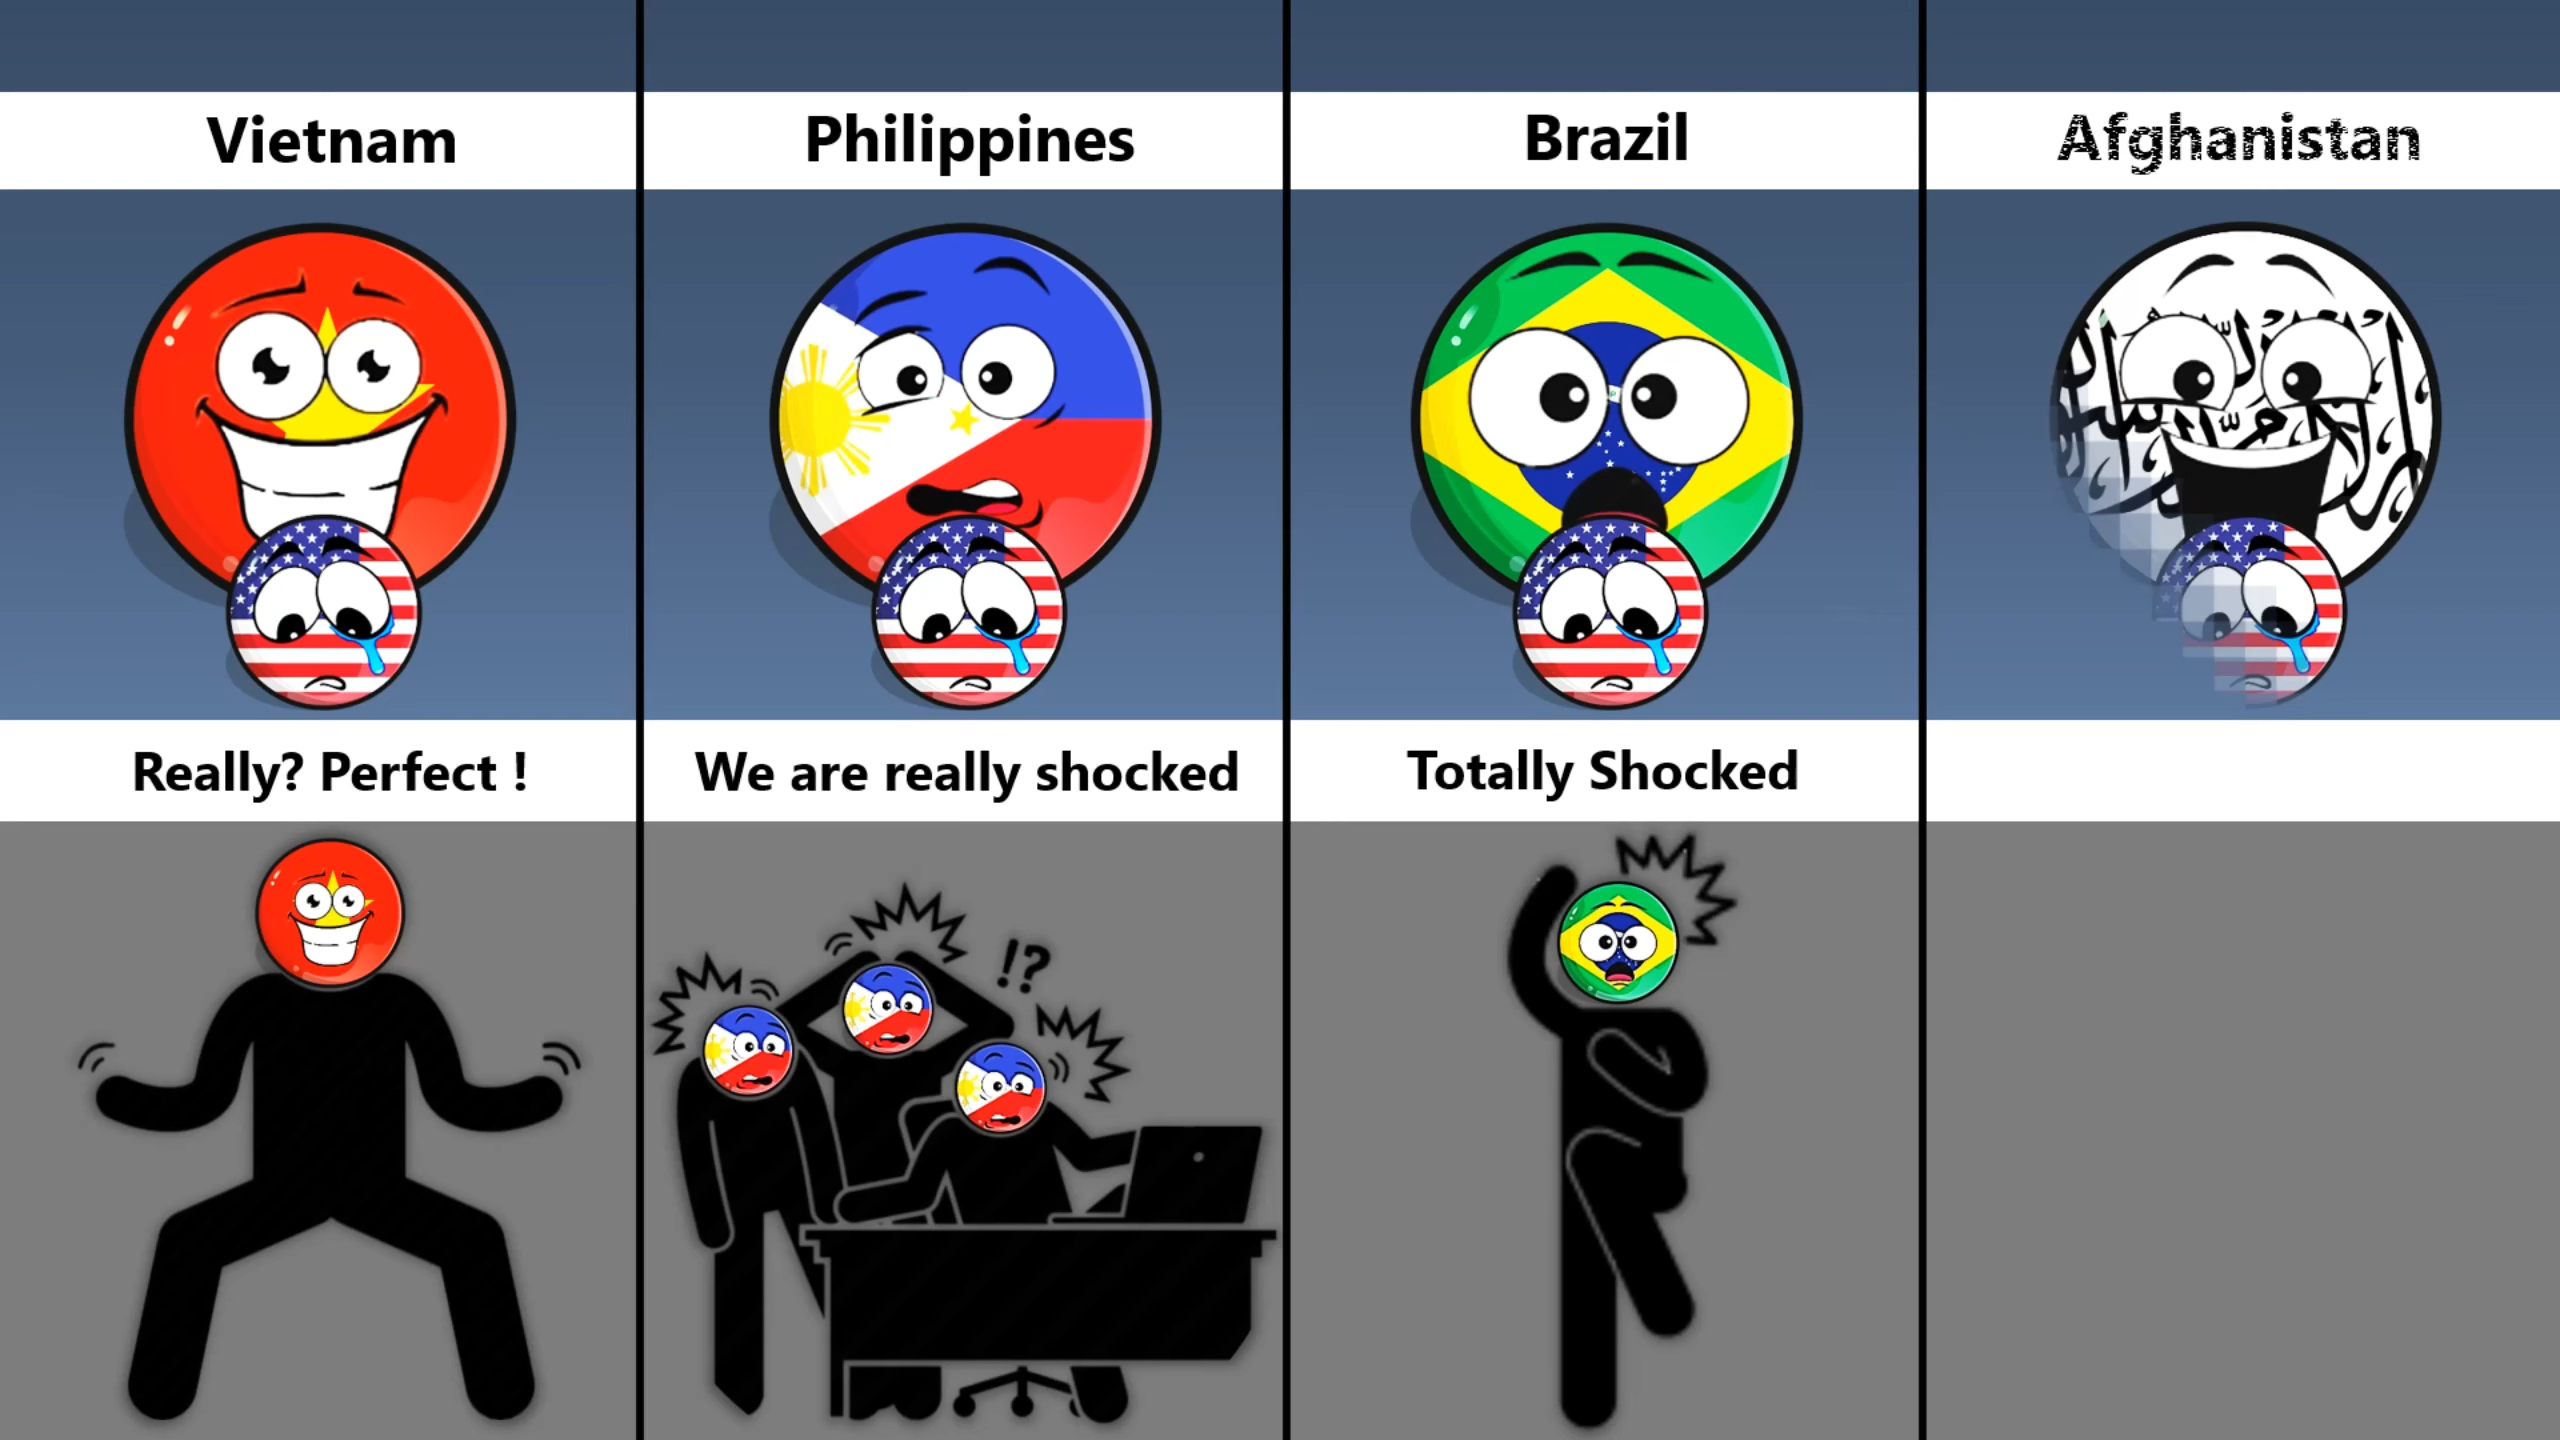 Vietnam
Philippines
Brazil
Afghanistan
Really? Perfect !
We are really shocked
Totally Shocked
!?